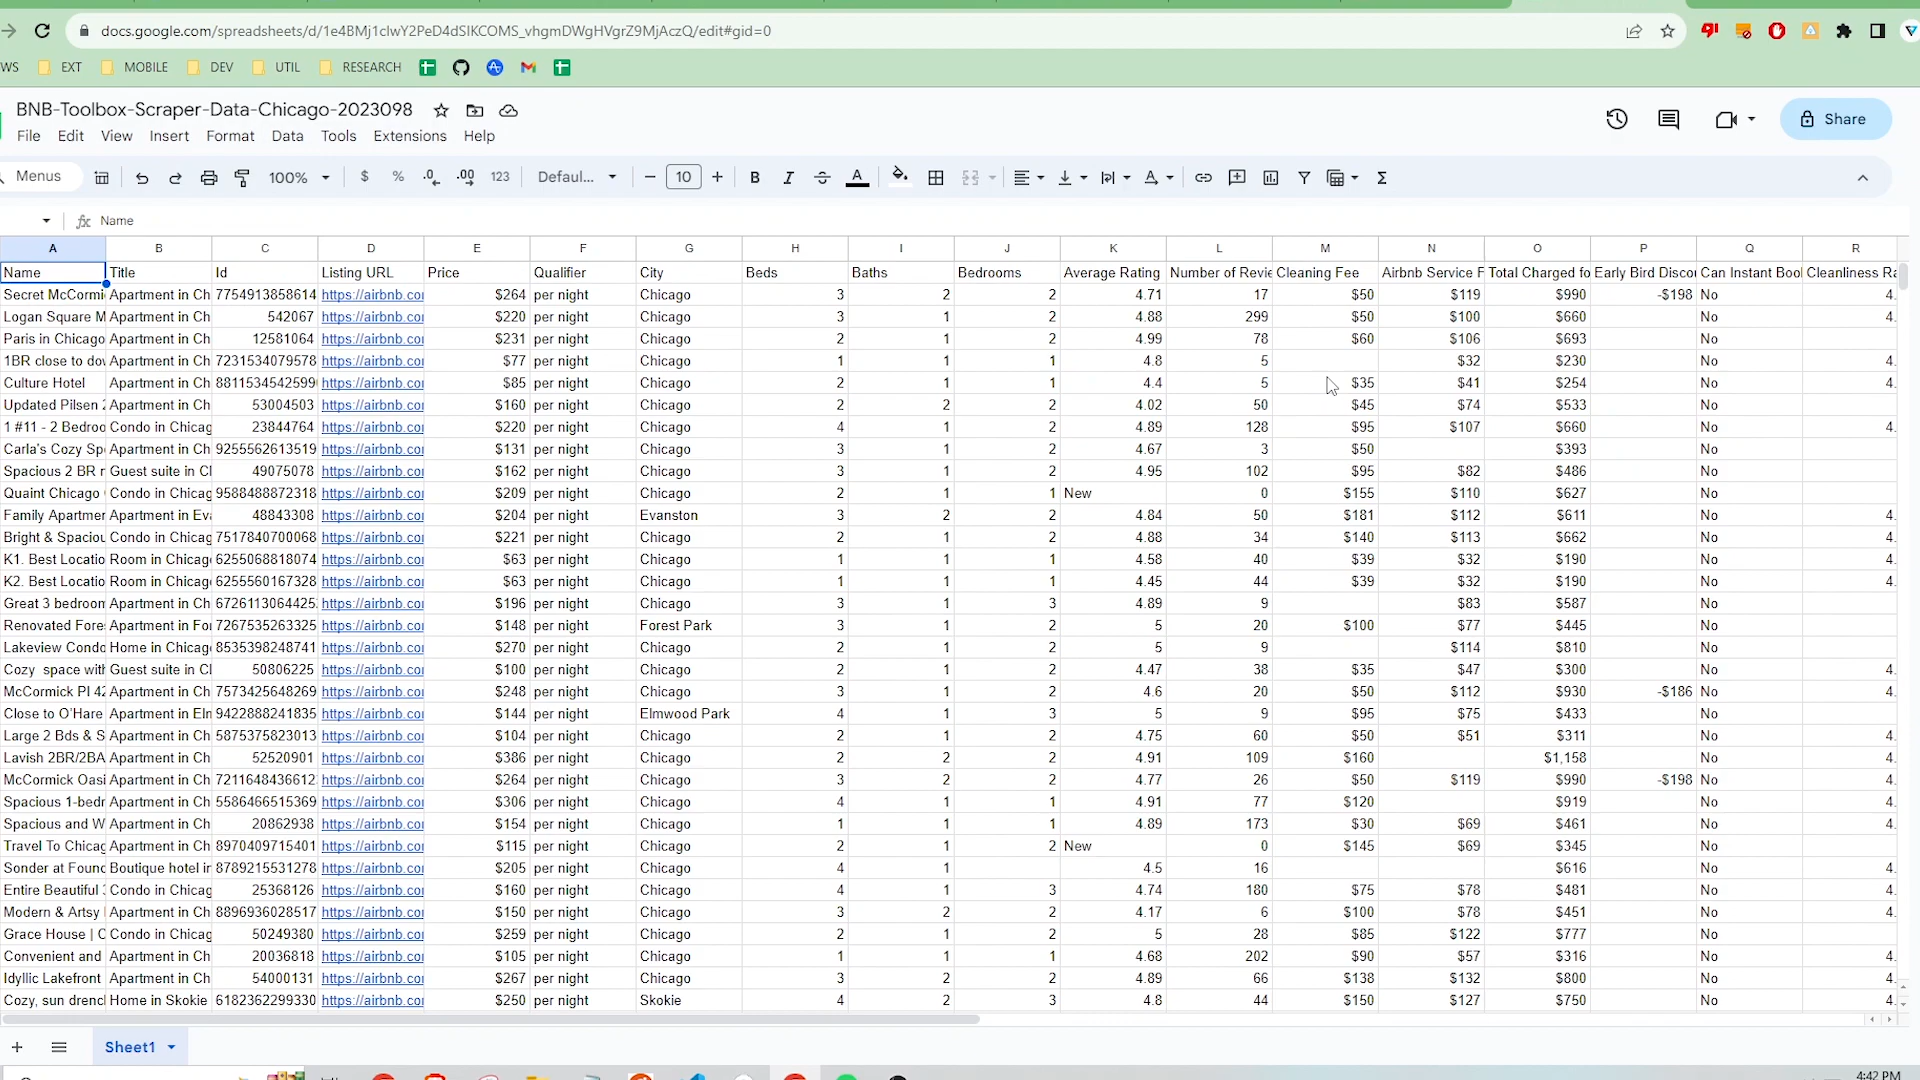 docs.google.com/spreadsheets/d/1e4BMj1clwY2PeD4dSIKCOMS_vhgmDWgHVgrZ9MjAczQ/edit#gid=0
WS EXT MOBILE DEV UTIL RESEARCH
BNB-Toolbox-Scraper-Data-Chicago-2023098
File Edit View Insert Format Data Tools Extensions Help
Share
Menus 100% $ % .0 .00 123 Defaul... 10 B I A
fx Name
A B C D E F G H I J K L M N O P Q R
Name Title Id Listing URL Price Qualifier City Beds Baths Bedrooms Average Rating Number of Revie Cleaning Fee Airbnb Service F Total Charged fo Early Bird Discou Can Instant Bool Cleanliness Ra
Secret McCormi Apartment in Ch 7754913858614 https://airbnb.co $264 per night Chicago 3 2 2 4.71 17 $50 $119 $990 -$198 No 4.
Logan Square M Apartment in Ch 542067 https://airbnb.co $220 per night Chicago 3 1 2 4.88 299 $50 $100 $660 No 4.
Paris in Chicago Apartment in Ch 12581064 https://airbnb.co $231 per night Chicago 2 1 2 4.99 78 $60 $106 $693 No
1BR close to dov Apartment in Ch 7231534079578 https://airbnb.co $77 per night Chicago 1 1 1 4.8 5 $32 $230 No 4.
Culture Hotel Apartment in Ch 8811534542599 https://airbnb.co $85 per night Chicago 2 1 1 4.4 5 $35 $41 $254 No 4.
Updated Pilsen 2 Apartment in Ch 53004503 https://airbnb.co $160 per night Chicago 2 2 2 4.02 50 $45 $74 $533 No
1 #11 - 2 Bedroo Condo in Chicag 23844764 https://airbnb.co $220 per night Chicago 4 1 2 4.89 128 $95 $107 $660 No 4.
Carla's Cozy Sp Apartment in Ch 9255562613519 https://airbnb.co $131 per night Chicago 3 1 2 4.67 3 $50 $393 No
Spacious 2 BR r Guest suite in Cl 49075078 https://airbnb.co $162 per night Chicago 3 1 2 4.95 102 $95 $82 $486 No
Quaint Chicago Condo in Chicag 9588488872318 https://airbnb.co $209 per night Chicago 2 1 1 New 0 $155 $110 $627 No
Family Apartmer Apartment in Eva 48843308 https://airbnb.co $204 per night Evanston 3 2 2 4.84 50 $181 $112 $611 No 4.
Bright & Spaciou Condo in Chicag 7517840700068 https://airbnb.co $221 per night Chicago 2 1 2 4.88 34 $140 $113 $662 No 4.
K1. Best Locatio Room in Chicag 6255068818074 https://airbnb.co $63 per night Chicago 1 1 1 4.58 40 $39 $32 $190 No 4.
K2. Best Locatio Room in Chicag 6255560167328 https://airbnb.co $63 per night Chicago 1 1 1 4.45 44 $39 $32 $190 No 4.
Great 3 bedroom Apartment in Ch 6726113064425 https://airbnb.co $196 per night Chicago 3 1 3 4.89 9 $83 $587 No
Renovated Fore Apartment in For 7267535263325 https://airbnb.co $148 per night Forest Park 3 1 2 5 20 $100 $77 $445 No
Lakeview Condo Home in Chicago 8535398248741 https://airbnb.co $270 per night Chicago 2 1 2 5 9 $114 $810 No
Cozy space with Guest suite in Cl 50806225 https://airbnb.co $100 per night Chicago 2 1 2 4.47 38 $35 $47 $300 No 4.
McCormick Pl 42 Apartment in Ch 7573425648269 https://airbnb.co $248 per night Chicago 3 1 2 4.6 20 $50 $112 $930 -$186 No 4.
Close to O'Hare Apartment in Elm 9422888241835 https://airbnb.co $144 per night Elmwood Park 4 1 3 5 9 $95 $75 $433 No
Large 2 Bds & S Apartment in Ch 5875375823013 https://airbnb.co $104 per night Chicago 2 1 2 4.75 60 $50 $51 $311 No 4.
Lavish 2BR/2BA Apartment in Ch 52520901 https://airbnb.co $386 per night Chicago 2 2 2 4.91 109 $160 $1,158 No 4.
McCormick Oasi Apartment in Ch 721164843661 https://airbnb.co $264 per night Chicago 3 2 2 4.77 26 $50 $119 $990 -$198 No 4.
Spacious 1-bedr Apartment in Ch 5586466515369 https://airbnb.co $306 per night Chicago 4 1 1 4.91 77 $120 $919 No 4.
Spacious and W Apartment in Ch 20862938 https://airbnb.co $154 per night Chicago 1 1 1 4.89 173 $30 $69 $461 No 4.
Travel To Chicag Apartment in Ch 8970409715401 https://airbnb.co $115 per night Chicago 2 1 2 New 0 $145 $69 $345 No
Sonder at Found Boutique hotel in 8789215531278 https://airbnb.co $205 per night Chicago 4 1 4.5 16 $616 No 4.
Entire Beautiful Condo in Chicag 25368126 https://airbnb.co $160 per night Chicago 4 1 3 4.74 180 $75 $78 $481 No 4.
Modern & Artsy Apartment in Ch 8896936028517 https://airbnb.co $150 per night Chicago 3 2 2 4.17 6 $100 $78 $451 No 4.
Grace House | C Condo in Chicag 50249380 https://airbnb.co $259 per night Chicago 2 1 2 5 28 $85 $122 $777 No
Convenient and Apartment in Ch 20036818 https://airbnb.co $105 per night Chicago 1 1 1 4.68 202 $90 $57 $316 No 4.
Idyllic Lakefront Apartment in Ch 54000131 https://airbnb.co $267 per night Chicago 3 2 2 4.89 66 $138 $132 $800 No 4.
Cozy, sun drencl Home in Skokie 6182362299330 https://airbnb.co $250 per night Skokie 4 2 3 4.8 44 $150 $127 $750 No 4.
Sheet1
4:42 PM